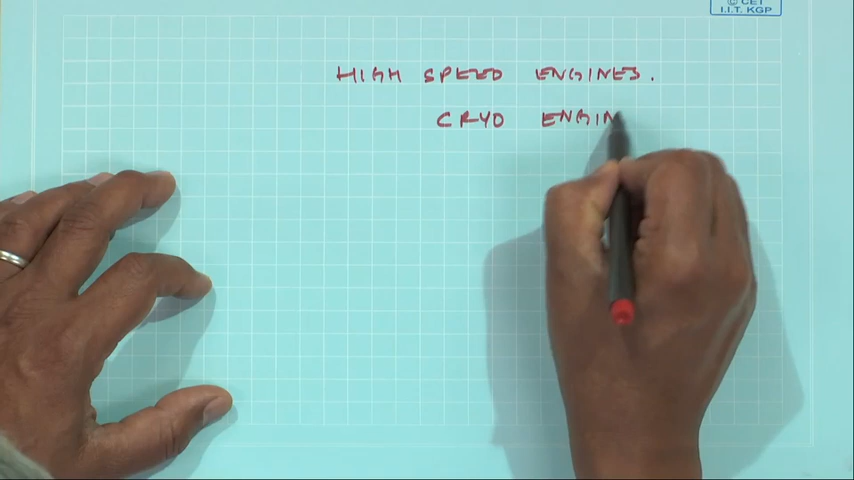 © CET
I.I.T. KGP
HIGH SPEED ENGINES.
CRYO ENGIN